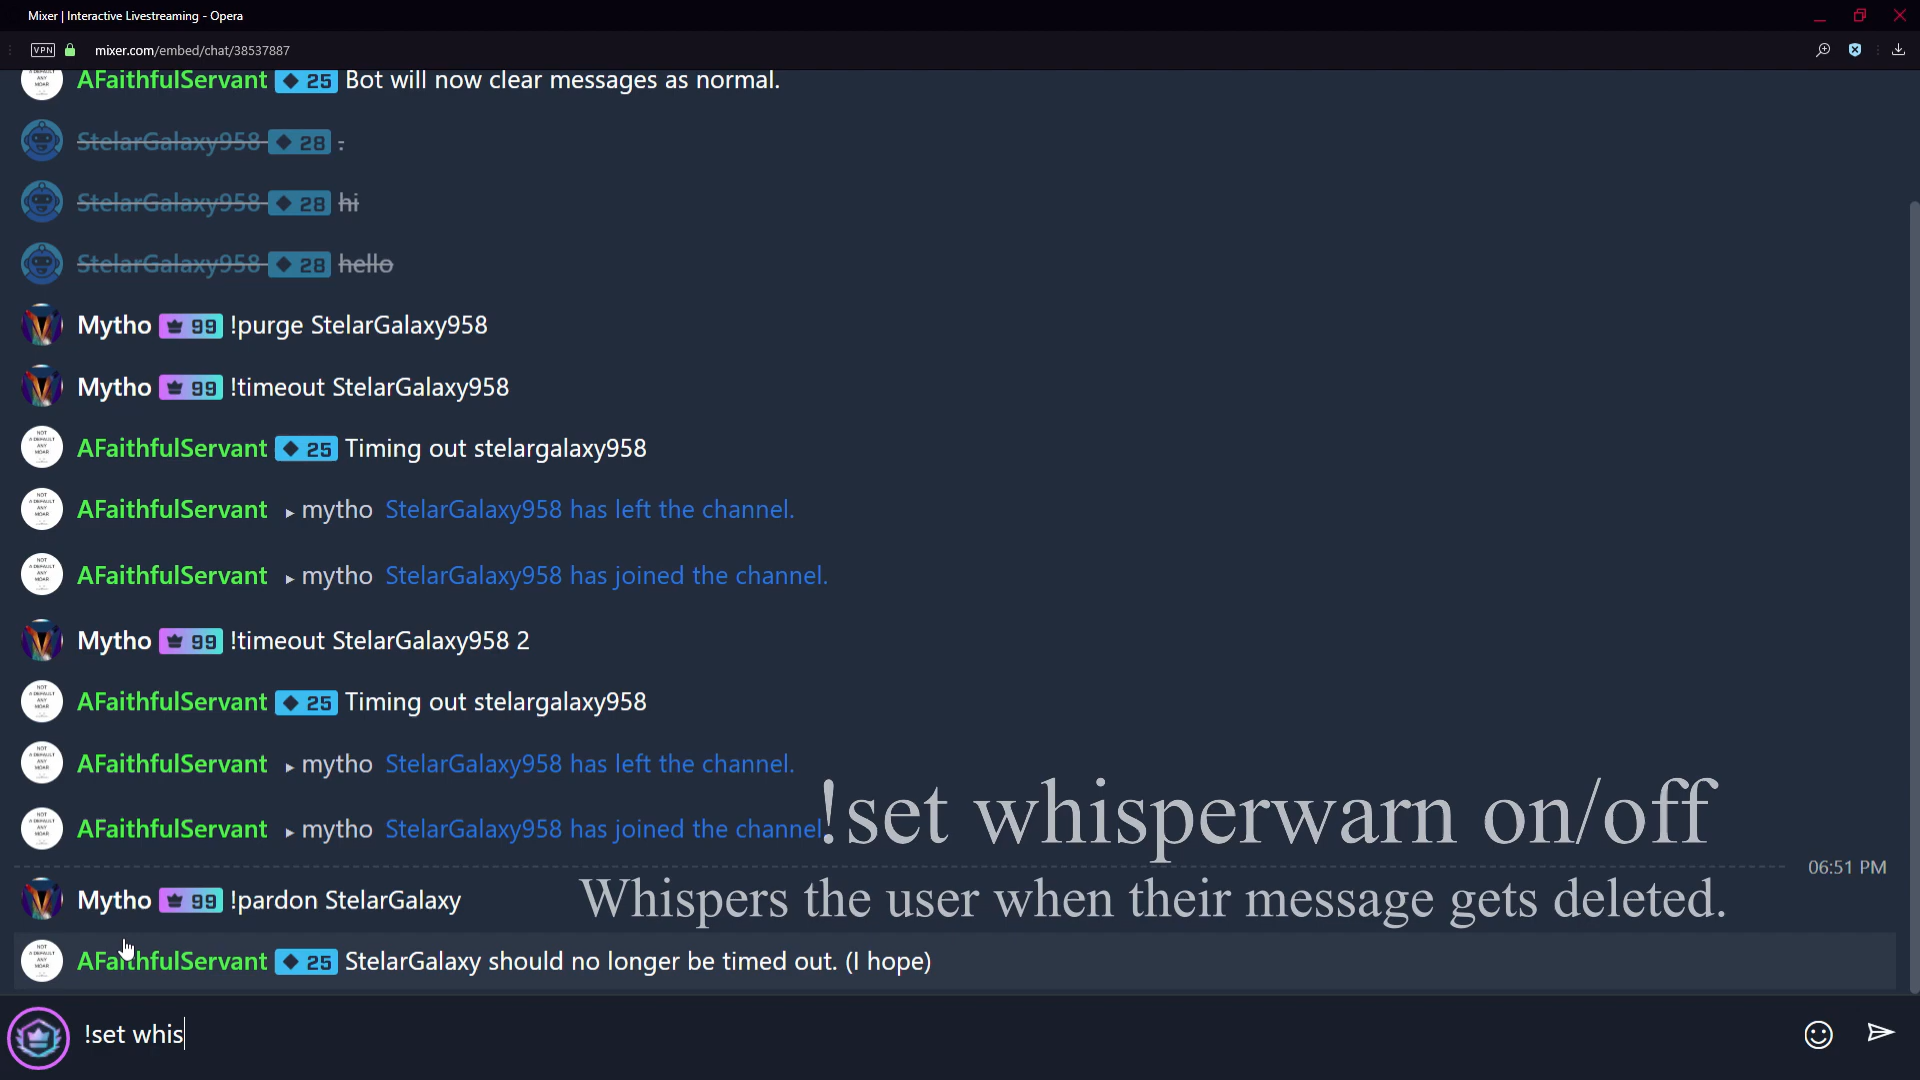 Mixer | Interactive Livestreaming - Opera
VPN mixer.com/embed/chat/38537887
AFaithfulServant 25 Bot will now clear messages as normal.
StelarGalaxy958 28 .
StelarGalaxy958 28 hi
StelarGalaxy958 28 hello
Mytho 99 !purge StelarGalaxy958
Mytho 99 !timeout StelarGalaxy958
AFaithfulServant 25 Timing out stelargalaxy958
AFaithfulServant ▸ mytho StelarGalaxy958 has left the channel.
AFaithfulServant ▸ mytho StelarGalaxy958 has joined the channel.
Mytho 99 !timeout StelarGalaxy958 2
AFaithfulServant 25 Timing out stelargalaxy958
AFaithfulServant ▸ mytho StelarGalaxy958 has left the channel.
AFaithfulServant ▸ mytho StelarGalaxy958 has joined the channel
!set whisperwarn on/off
06:51 PM
Mytho 99 !pardon StelarGalaxy
Whispers the user when their message gets deleted.
AFaithfulServant 25 StelarGalaxy should no longer be timed out. (I hope)
!set whis